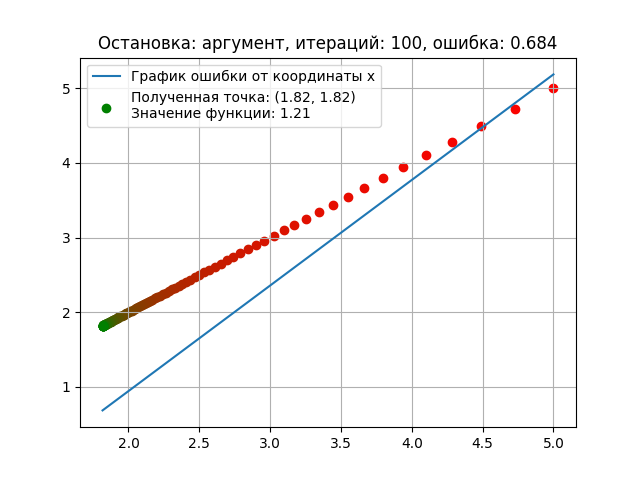 Остановка: аргумент, итераций: 100, ошибка: 0.684
График ошибки от координаты x
Полученная точка: (1.82, 1.82)
Значение функции: 1.21
5
4
3
2
1
2.0 2.5 3.0 3.5 4.0 4.5 5.0